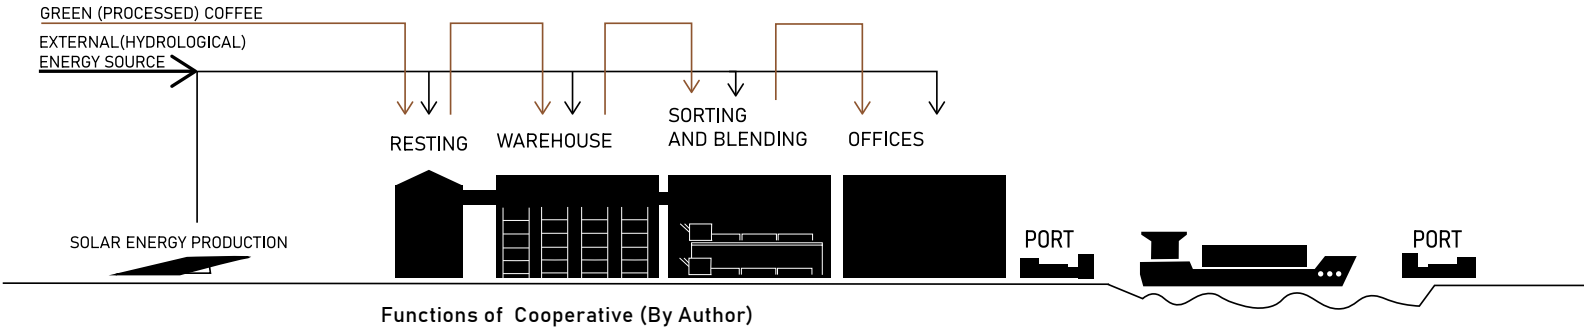 GREEN (PROCESSED) COFFEE
EXTERNAL(HYDROLOGICAL)
ENERGY SOURCE
RESTING
WAREHOUSE
SORTING
AND BLENDING
OFFICES
SOLAR ENERGY PRODUCTION
PORT
PORT
Functions of Cooperative (By Author)